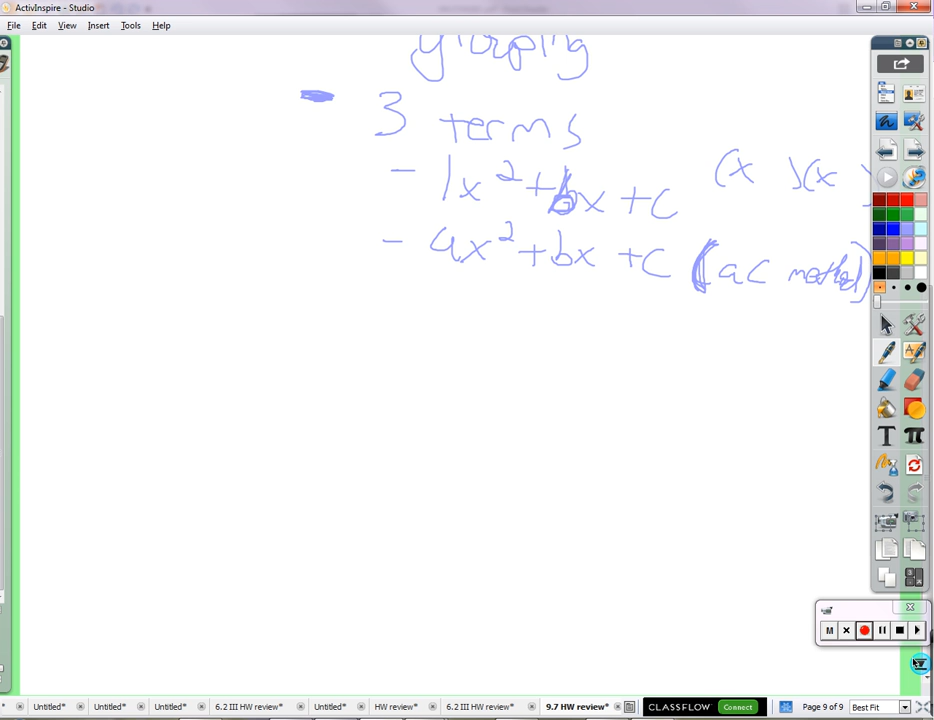 ActivInspire - Studio
File Edit View Insert Tools Help
grouping
- 3 terms
- 1x²+bx+c (x )(x )
- ax²+bx+c (ac method)
M
Untitled* Untitled* Untitled* 6.2 III HW review* Untitled* HW review* 6.2 III HW review* 9.7 HW review* CLASSFLOW Connect Page 9 of 9 Best Fit